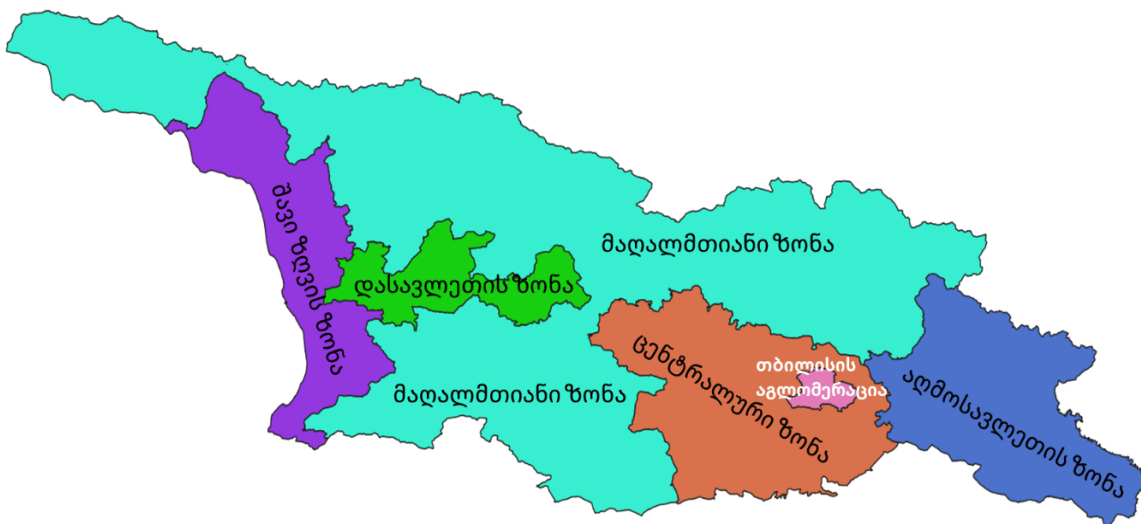 შავი ზღვის ზონა
მაღალმთიანი ზონა
დასავლეთის ზონა
ცენტრალური ზონა
თბილისის
აგლომერაცია
მაღალმთიანი ზონა
აღმოსავლეთის ზონა